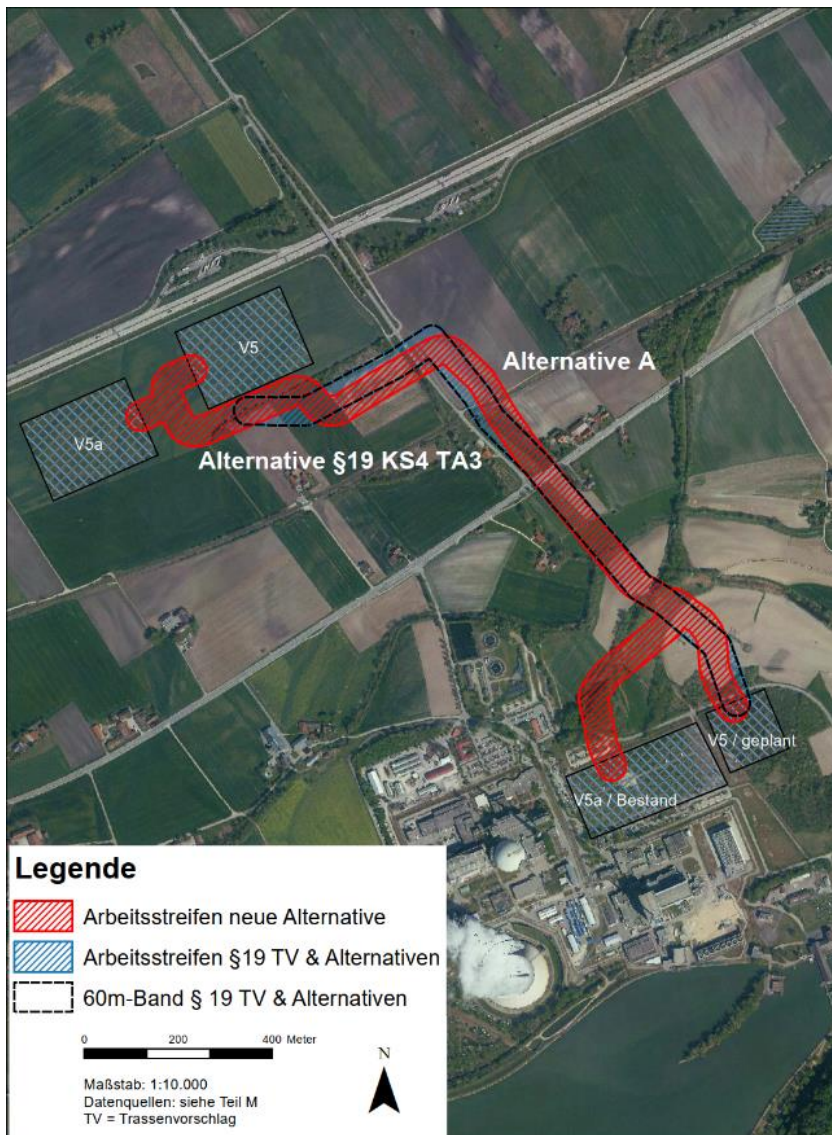 V5
Alternative A
V5a
Alternative §19 KS4 TA3
V5 / geplant
V5a / Bestand
Legende
Arbeitsstreifen neue Alternative
Arbeitsstreifen §19 TV & Alternativen
60m-Band § 19 TV & Alternativen
0 200 400 Meter
N
Maßstab: 1:10.000
Datenquellen: siehe Teil M
TV = Trassenvorschlag